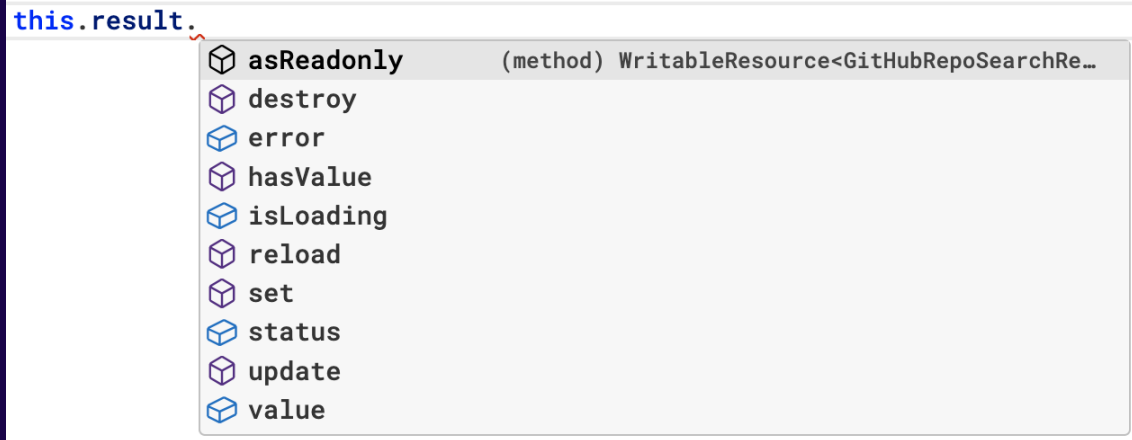 this.result.
asReadonly (method) WritableResource<GitHubRepoSearchRe…
destroy
error
hasValue
isLoading
reload
set
status
update
value